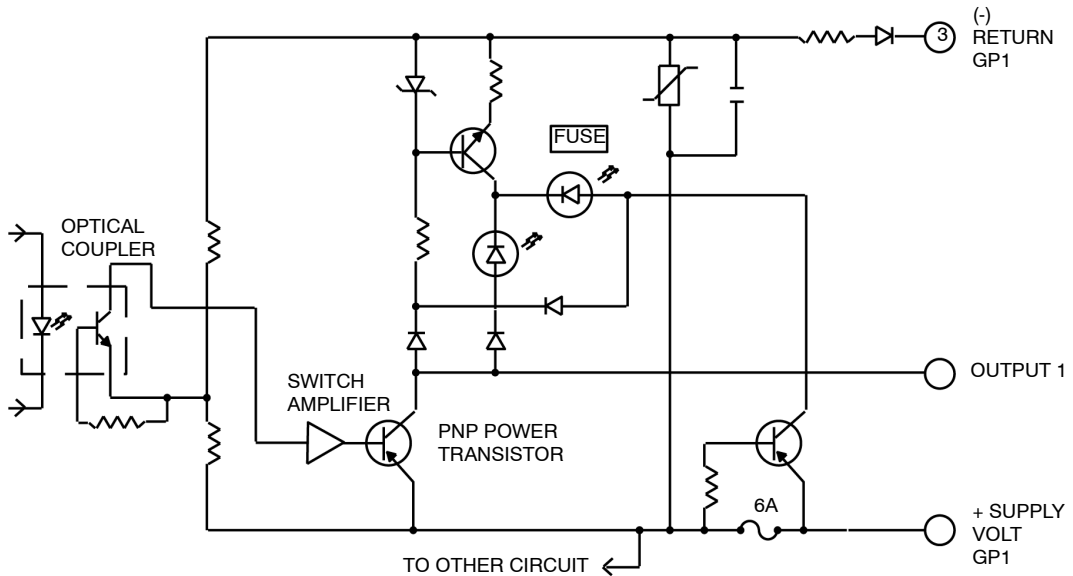 (-)
3
RETURN
GP1
FUSE
OPTICAL
COUPLER
SWITCH
AMPLIFIER
OUTPUT 1
PNP POWER
TRANSISTOR
6A
+ SUPPLY
VOLT
GP1
TO OTHER CIRCUIT